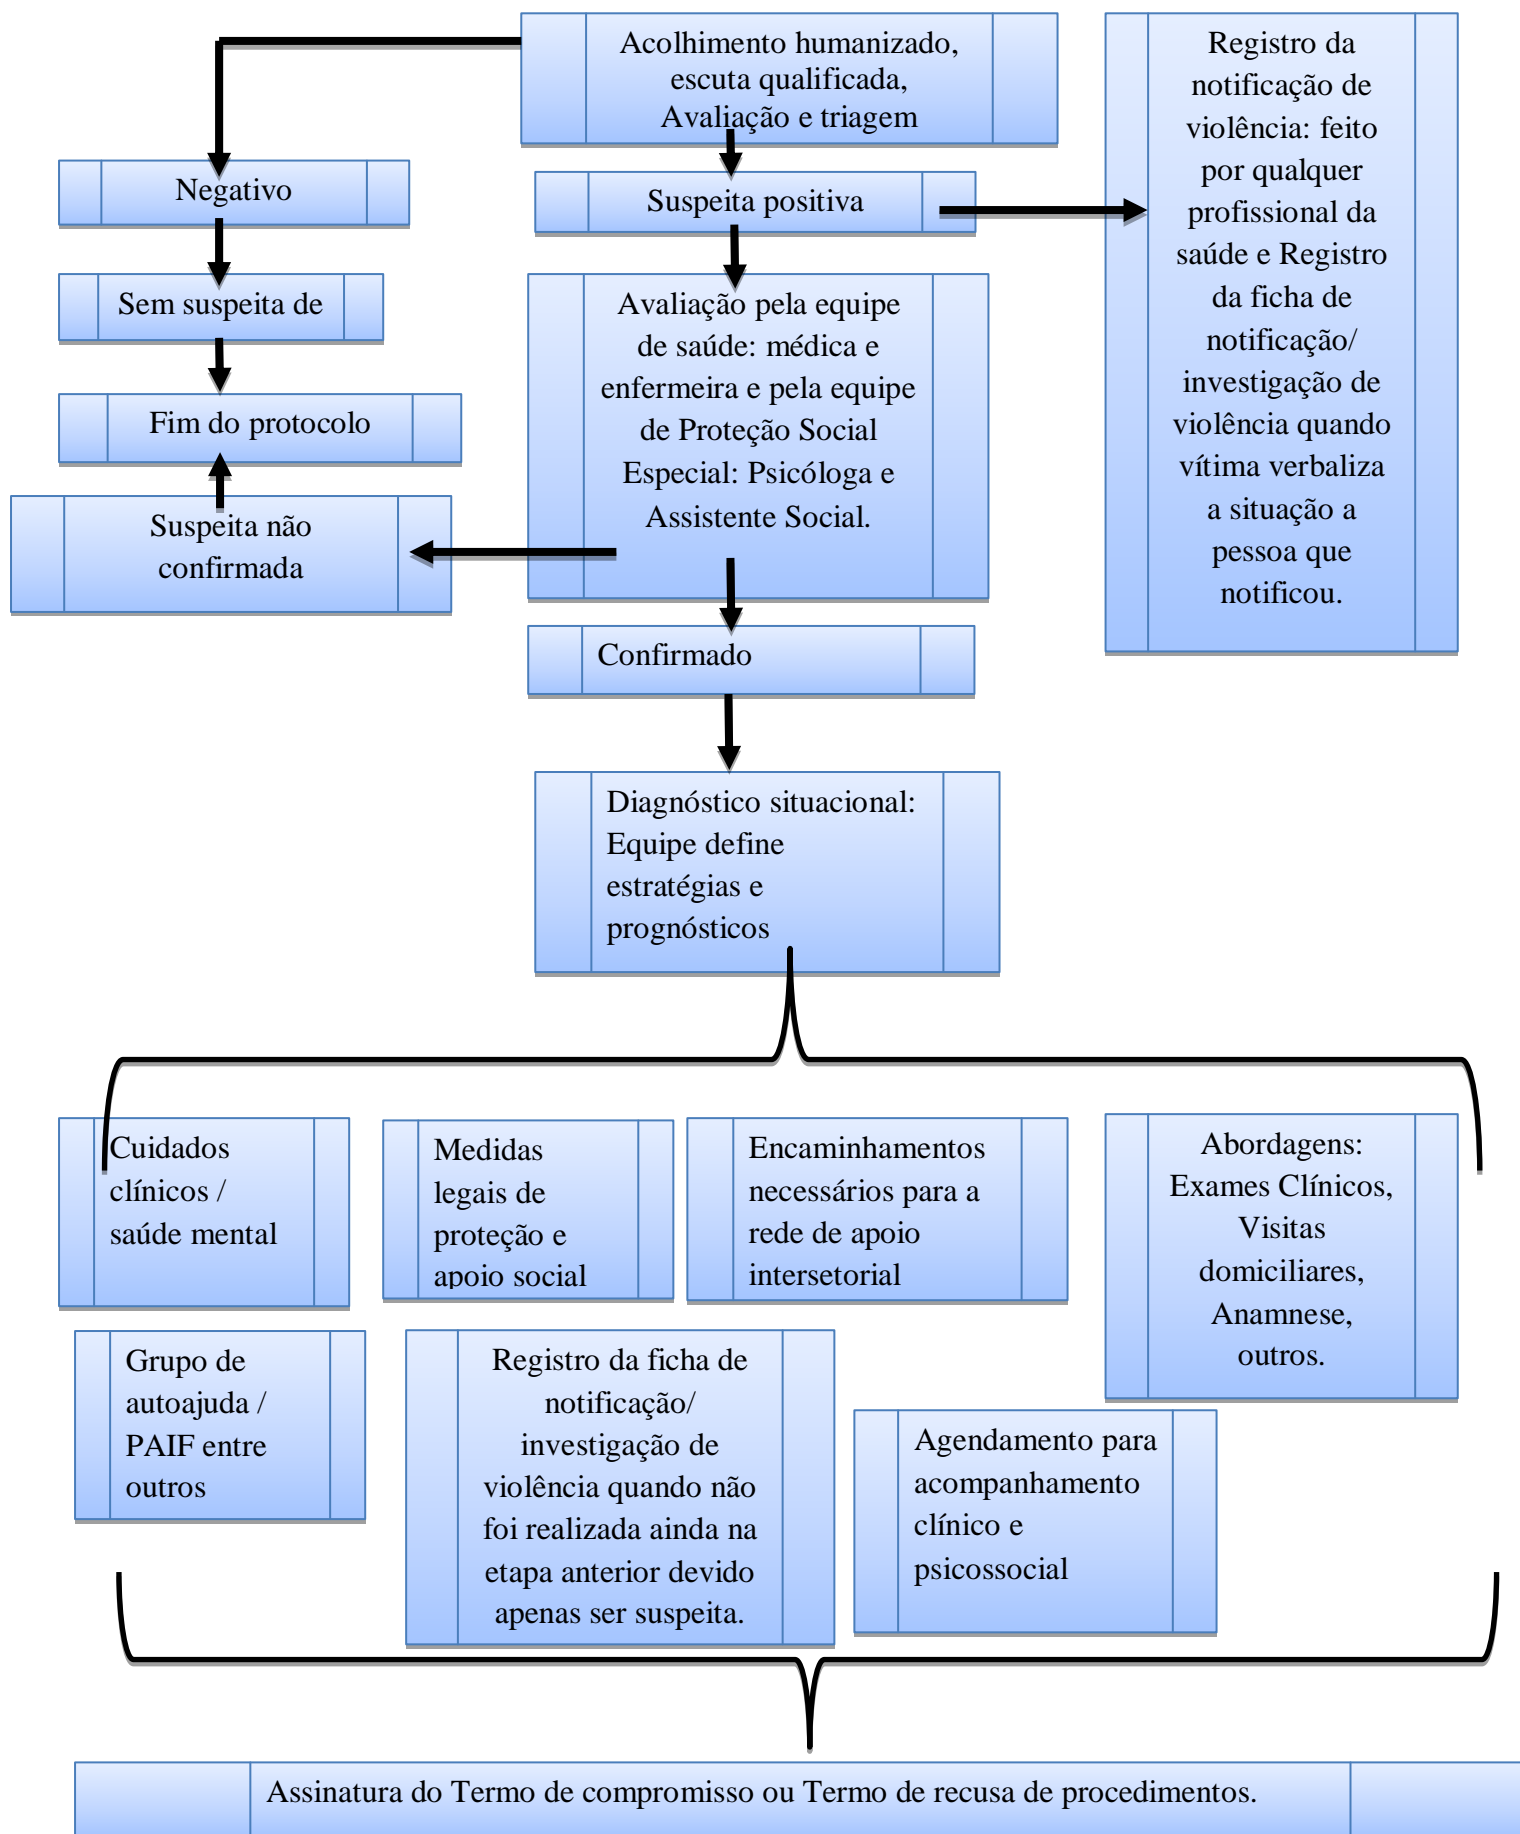 Acolhimento humanizado,
escuta qualificada,
Avaliação e triagem
Negativo
Suspeita positiva
Registro da
notificação de
violência: feito
por qualquer
profissional da
saúde e Registro
da ficha de
notificação/
investigação de
violência quando
vítima verbaliza
a situação a
pessoa que
notificou.
Sem suspeita de
Avaliação pela equipe
de saúde: médica e
enfermeira e pela equipe
de Proteção Social
Especial: Psicóloga e
Assistente Social.
Fim do protocolo
Suspeita não
confirmada
Confirmado
Diagnóstico situacional:
Equipe define
estratégias e
prognósticos
Cuidados
clínicos /
saúde mental
Medidas
legais de
proteção e
apoio social
Encaminhamentos
necessários para a
rede de apoio
intersetorial
Abordagens:
Exames Clínicos,
Visitas
domiciliares,
Anamnese,
outros.
Grupo de
autoajuda /
PAIF entre
outros
Registro da ficha de
notificação/
investigação de
violência quando não
foi realizada ainda na
etapa anterior devido
apenas ser suspeita.
Agendamento para
acompanhamento
clínico e
psicossocial
Assinatura do Termo de compromisso ou Termo de recusa de procedimentos.